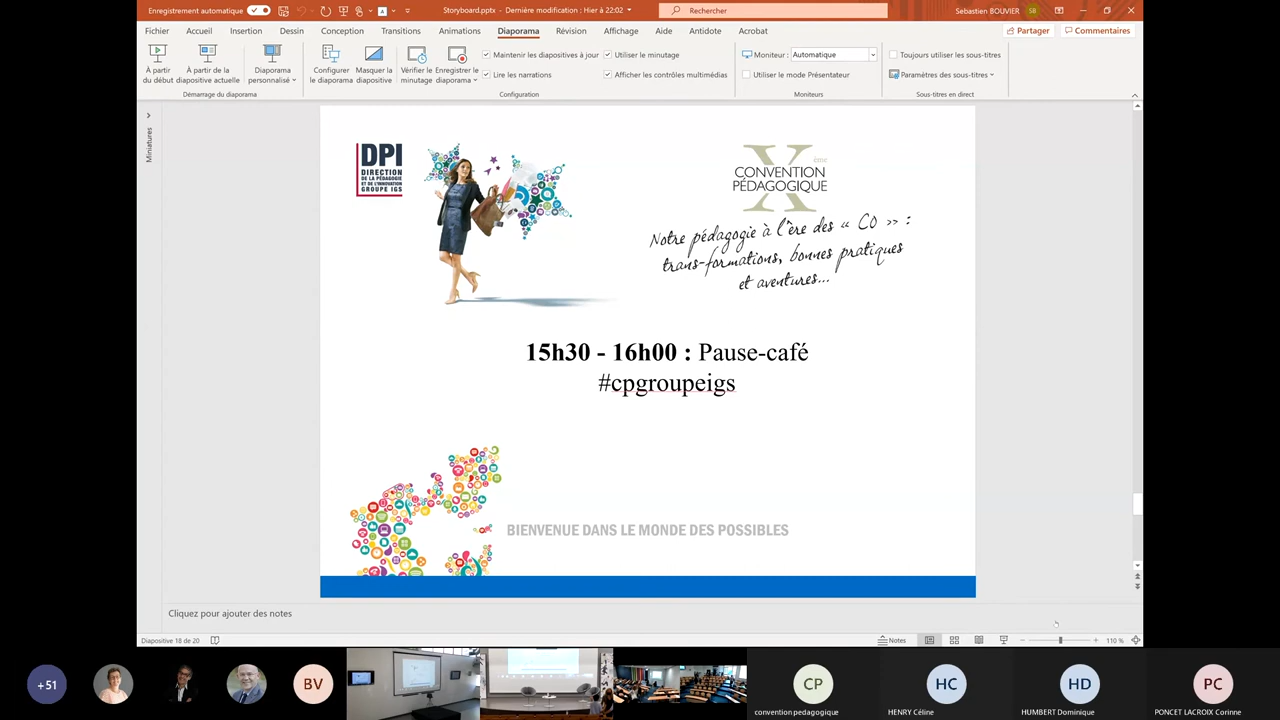 Enregistrement automatique
Storyboard.pptx - Dernière modification : Hier à 22:02
Rechercher
Sebastien BOUVIER
SB
Fichier Accueil Insertion Dessin Conception Transitions Animations Diaporama Révision Affichage Aide Antidote Acrobat
Partager
Commentaires
À partir du début
À partir de la diapositive actuelle
Diaporama personnalisé
Configurer le diaporama
Masquer la diapositive
Vérifier le minutage
Enregistrer le diaporama
Maintenir les diapositives à jour
Lire les narrations
Utiliser le minutage
Afficher les contrôles multimédias
Moniteur : Automatique
Utiliser le mode Présentateur
Toujours utiliser les sous-titres
Paramètres des sous-titres
Démarrage du diaporama
Configuration
Moniteurs
Sous-titres en direct
Miniatures
DPI
DIRECTION
DE LA PÉDAGOGIE
ET DE L'INNOVATION
GROUPE IGS
X ème
CONVENTION
PÉDAGOGIQUE
Notre pédagogie à l'ère des « CO » :
trans-formations, bonnes pratiques
et aventures...
15h30 - 16h00 : Pause-café
#cpgroupeigs
BIENVENUE DANS LE MONDE DES POSSIBLES
Cliquez pour ajouter des notes
Diapositive 18 de 20
Notes
110 %
+51
BV
CP
convention pedagogique
HC
HENRY Céline
HD
HUMBERT Dominique
PC
PONCET LACROIX Corinne